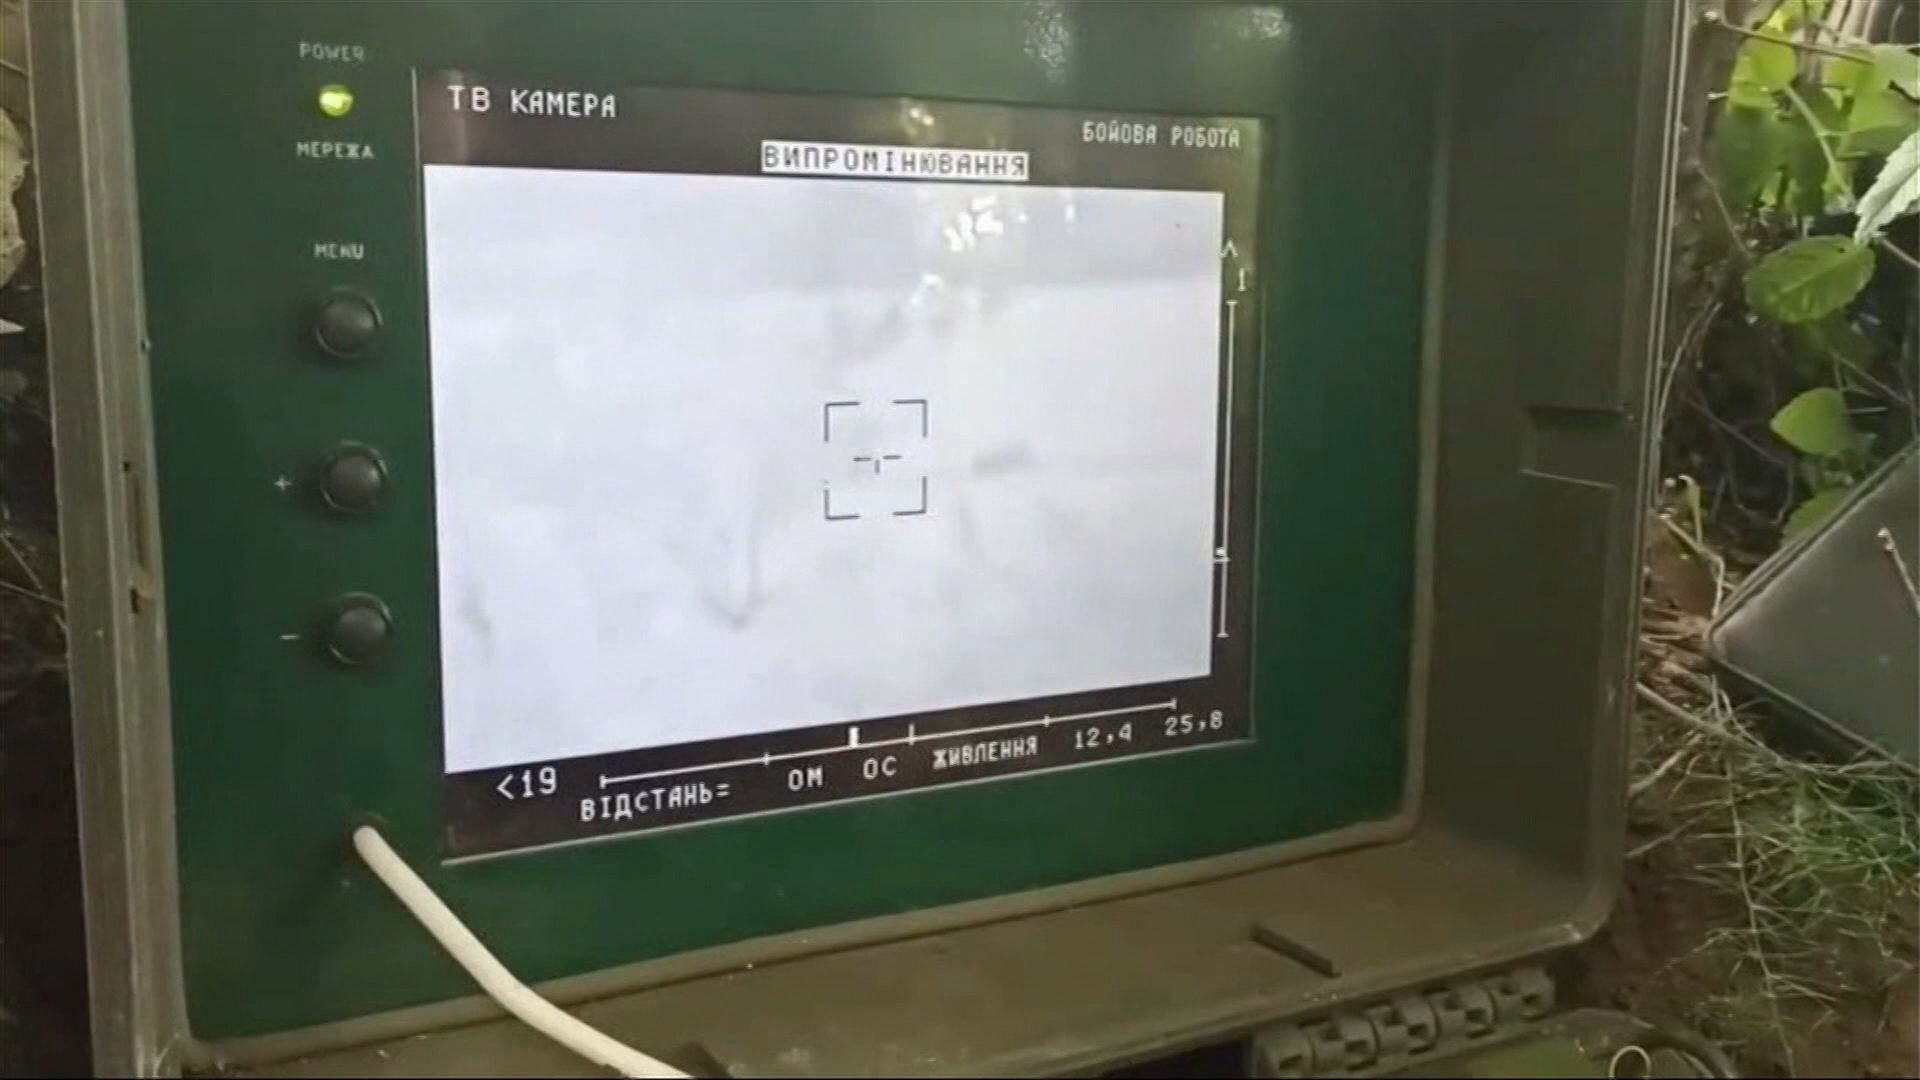 POWER
МЕРЕЖА
MENU
+
-
ТВ КАМЕРА
БОЙОВА РОБОТА
ВИПРОМІНЮВАННЯ
^
1
<19
ВІДСТАНЬ= 0М 0С ЖИВЛЕННЯ 12,4 25,8